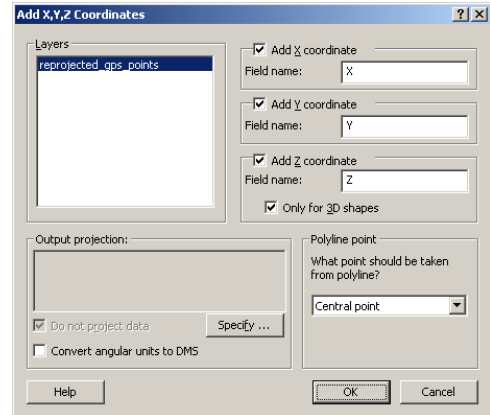 Add X,Y,Z Coordinates
Layers
reprojected_gps_points
Add X coordinate
Field name: X
Add Y coordinate
Field name: Y
Add Z coordinate
Field name: Z
Only for 3D shapes
Output projection:
Do not project data
Specify ...
Convert angular units to DMS
Polyline point
What point should be taken
from polyline?
Central point
Help
OK
Cancel